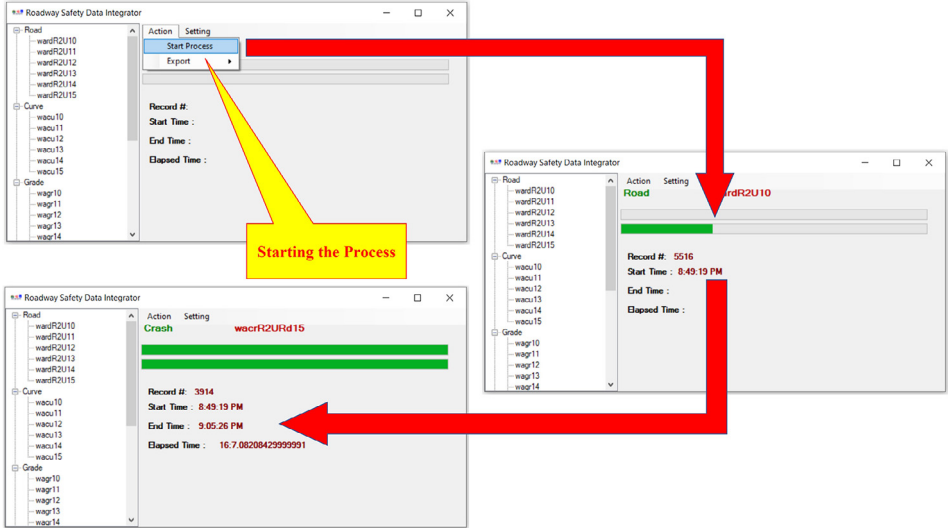 Roadway Safety Data Integrator
Road
wardR2U10
wardR2U11
wardR2U12
wardR2U13
wardR2U14
wardR2U15
Curve
wacu10
wacu11
wacu12
wacu13
wacu14
wacu15
Grade
wagr10
wagr11
wagr12
wagr13
wagr14
Action Setting
Start Process
Export
Record #:
Start Time :
End Time :
Elapsed Time :
Starting the Process
Roadway Safety Data Integrator
Road
wardR2U10
wardR2U11
wardR2U12
wardR2U13
wardR2U14
wardR2U15
Curve
wacu10
wacu11
wacu12
wacu13
wacu14
wacu15
Grade
wagr10
wagr11
wagr12
wagr13
wagr14
Action Setting
Road
Record #: 5516
Start Time : 8:49:19 PM
End Time :
Elapsed Time :
Roadway Safety Data Integrator
Road
wardR2U10
wardR2U11
wardR2U12
wardR2U13
wardR2U14
wardR2U15
Curve
wacu10
wacu11
wacu12
wacu13
wacu14
wacu15
Grade
wagr10
wagr11
wagr12
wagr13
wagr14
Action Setting
Crash wacrR2URd15
Record #: 3914
Start Time : 8:49:19 PM
End Time : 9:05:26 PM
Elapsed Time : 16.7.08208429999991